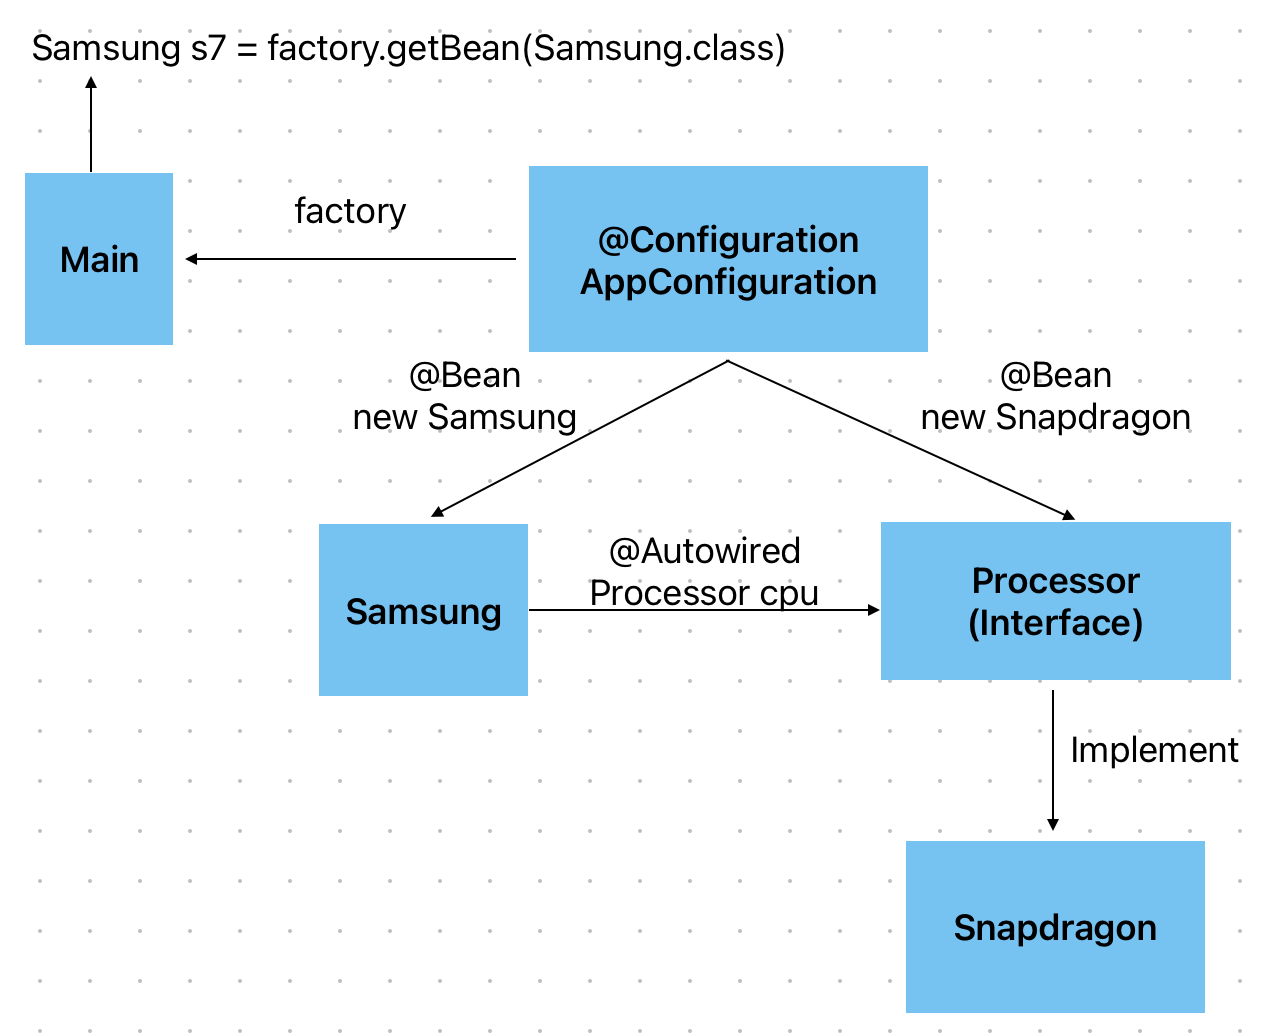 Samsung s7 = factory.getBean(Samsung.class)
Main
factory
@Configuration
AppConfiguration
@Bean
new Samsung
@Bean
new Snapdragon
Samsung
@Autowired
Processor cpu
Processor
(Interface)
Implement
Snapdragon